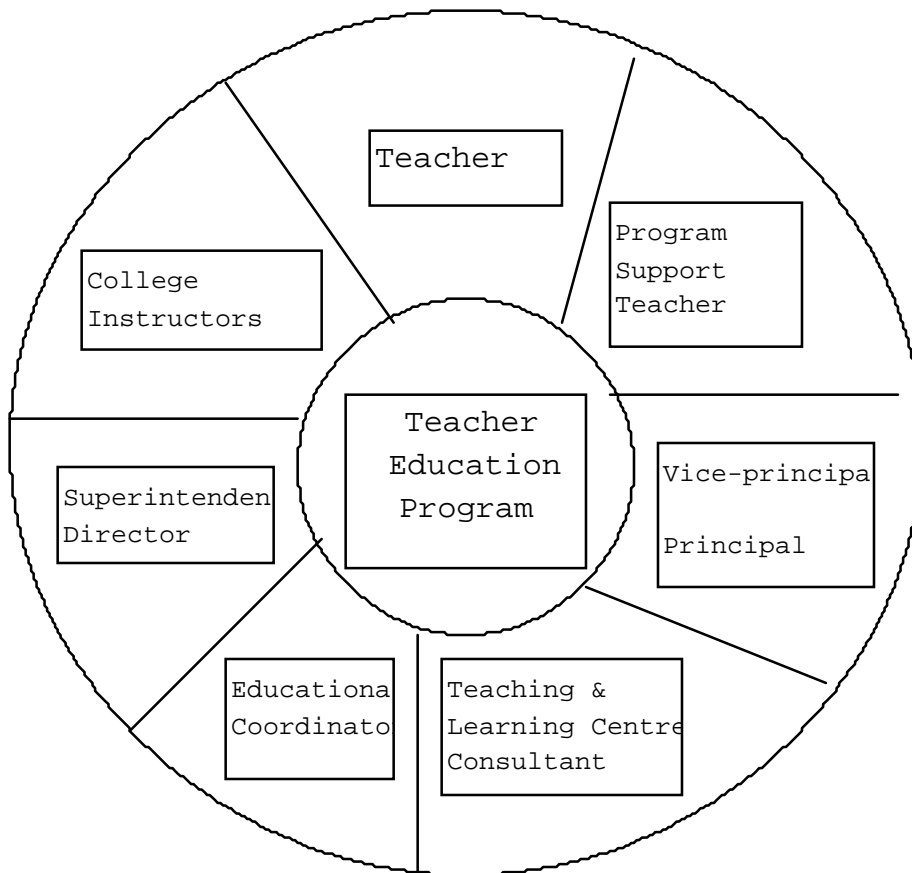 Teacher
Program
Support
Teacher
College
Instructors
Teacher
Education
Program
Vice-principa
Principal
Superintenden
Director
Educationa
Coordinato
Teaching &
Learning Centre
Consultant